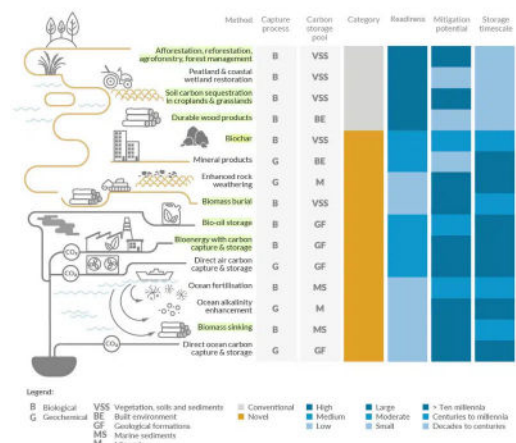 Method
Capture process
Carbon storage pool
Category
Readiness
Mitigation potential
Storage timescale
Afforestation, reforestation,
agroforestry, forest management
B
VSS
Peatland & coastal
wetland restoration
B
VSS
Soil carbon sequestration
in croplands & grasslands
B
VSS
Durable wood products
B
BE
Biochar
B
VSS
Mineral products
G
BE
Enhanced rock
weathering
G
M
Biomass burial
B
VSS
Bio-oil storage
B
GF
Bioenergy with carbon
capture & storage
B
GF
Direct air carbon
capture & storage
G
GF
Ocean fertilisation
B
MS
Ocean alkalinity
enhancement
G
M
Biomass sinking
B
MS
Direct ocean carbon
capture & storage
G
GF
CO₂
CO₂
CO₂
Legend:
B Biological
G Geochemical
VSS Vegetation, soils and sediments
BE Built environment
GF Geological formations
MS Marine sediments
Conventional
Novel
High
Medium
Low
Large
Moderate
Small
> Ten millennia
Centuries to millennia
Decades to centuries